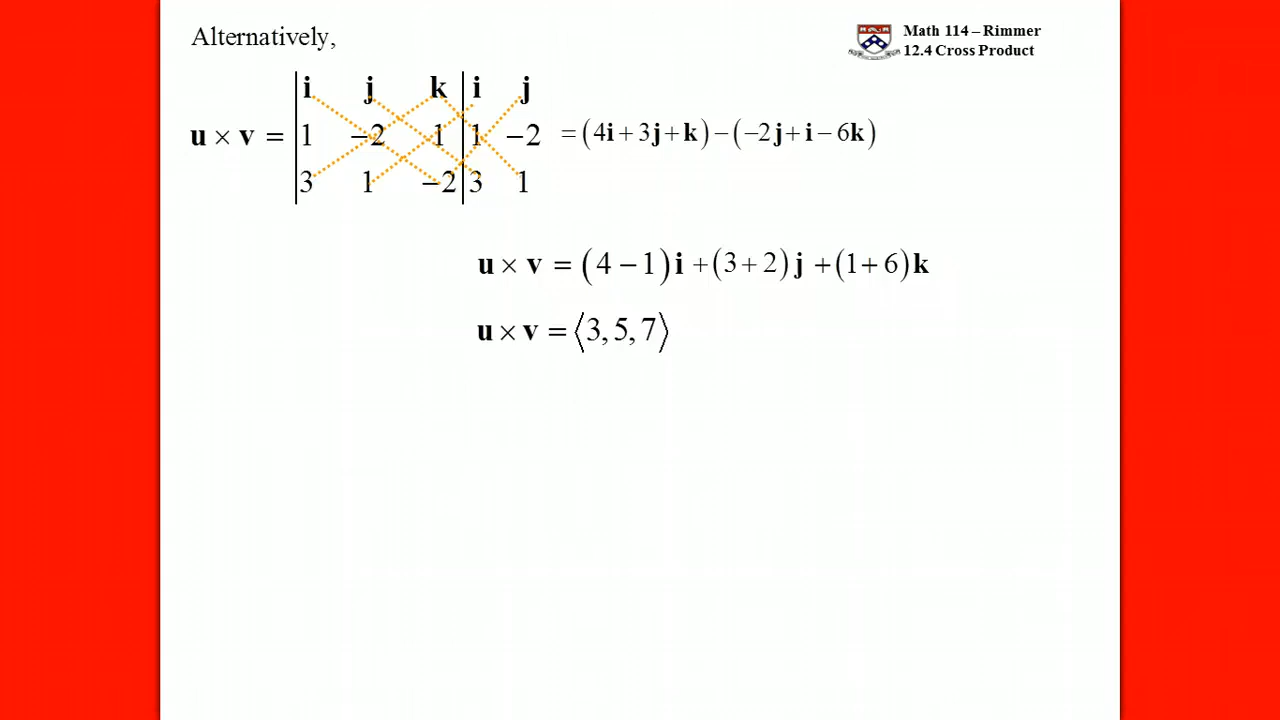 Alternatively,
Math 114 – Rimmer
12.4 Cross Product
i j k | i j
u × v = | 1 −2 1 | 1 −2 = (4i + 3j + k) − (−2j + i − 6k)
3 1 −2 | 3 1
u × v = (4 − 1)i + (3 + 2)j + (1 + 6)k
u × v = ⟨3, 5, 7⟩